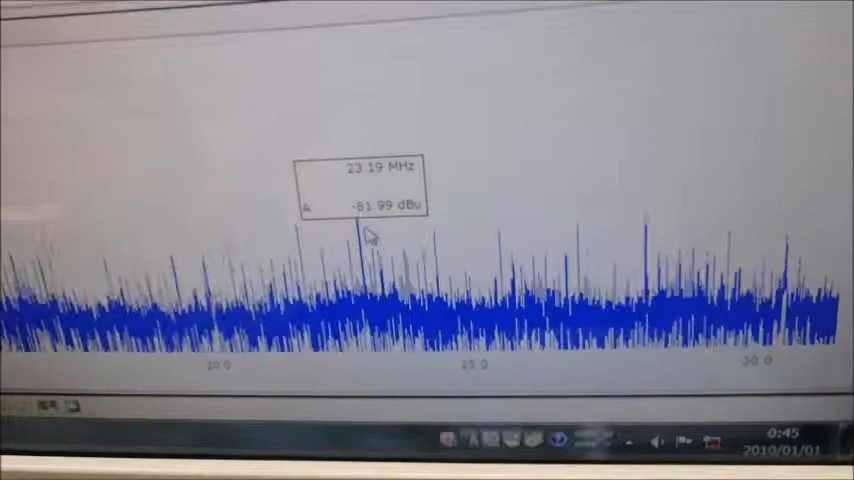 23.19 MHz
A -81.99 dBu
20.0 25.0 30.0
0:45
2010/01/01